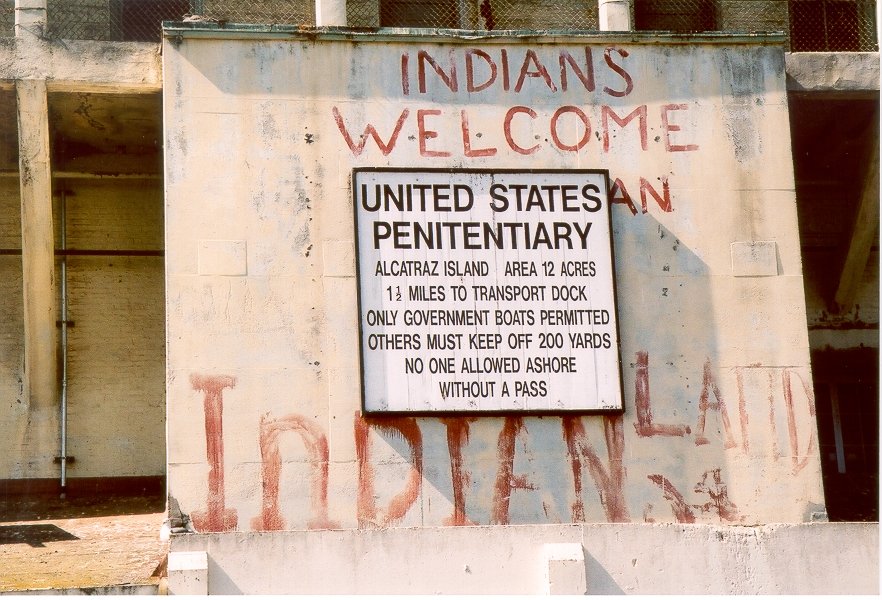 INDIANS
WELCOME
UNITED STATES
PENITENTIARY
ALCATRAZ ISLAND AREA 12 ACRES
1½ MILES TO TRANSPORT DOCK
ONLY GOVERNMENT BOATS PERMITTED
OTHERS MUST KEEP OFF 200 YARDS
NO ONE ALLOWED ASHORE
WITHOUT A PASS
INDIAN LAND